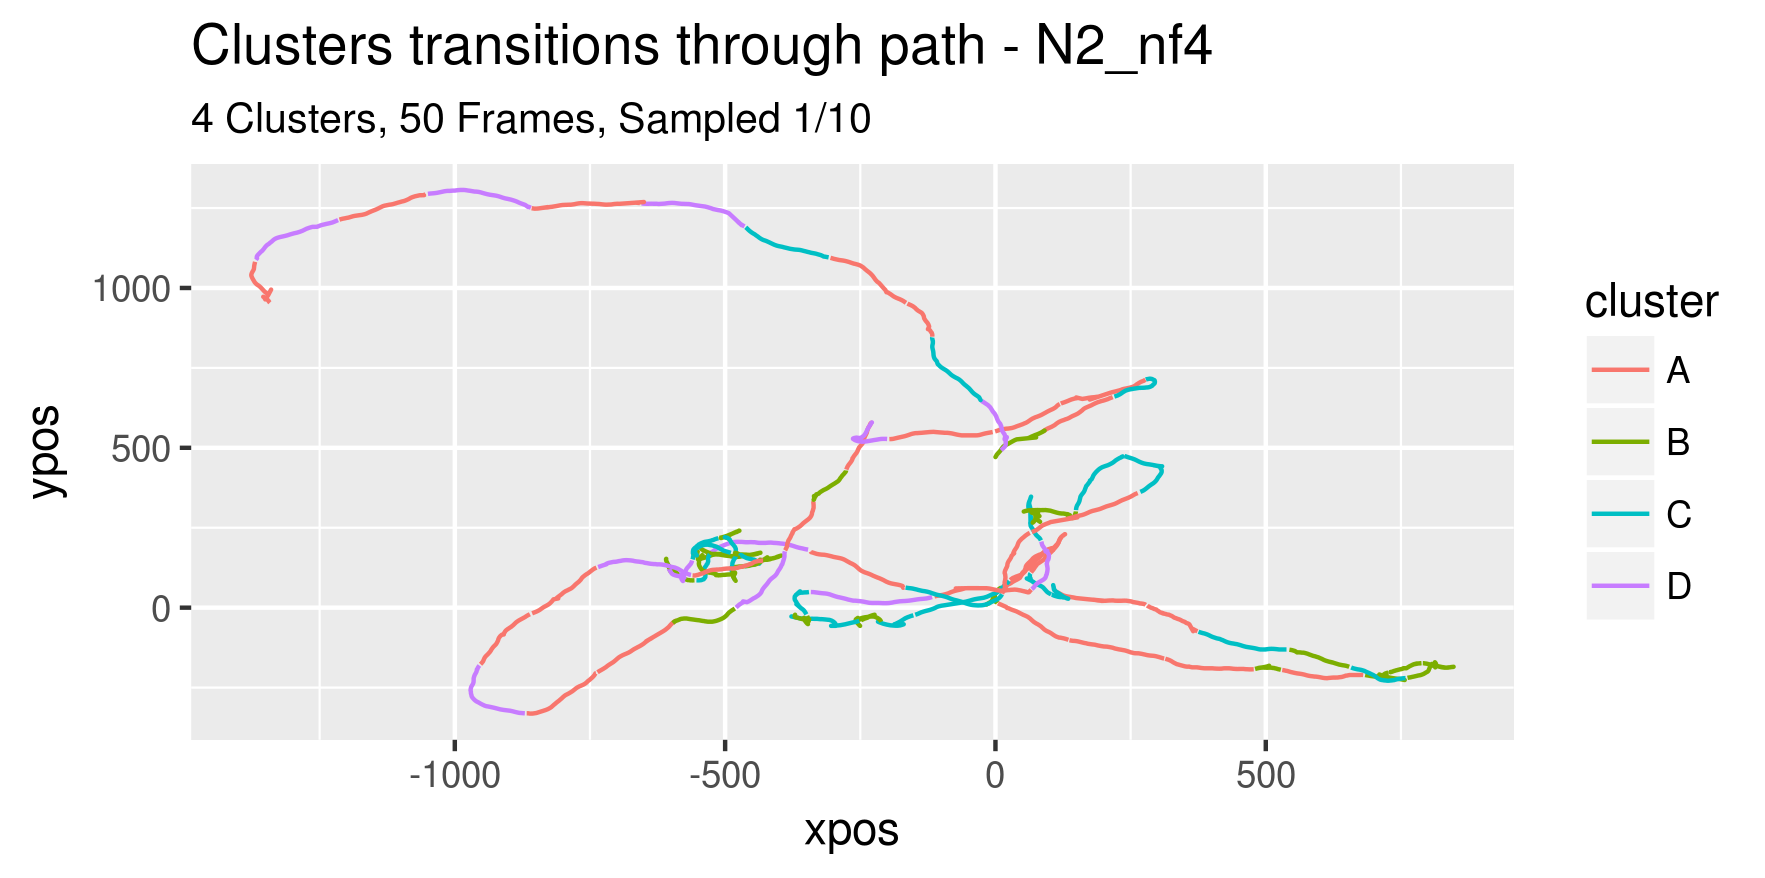 Clusters transitions through path - N2_nf4
4 Clusters, 50 Frames, Sampled 1/10
1000
500
0
ypos
-1000
-500
0
500
xpos
cluster
A
B
C
D